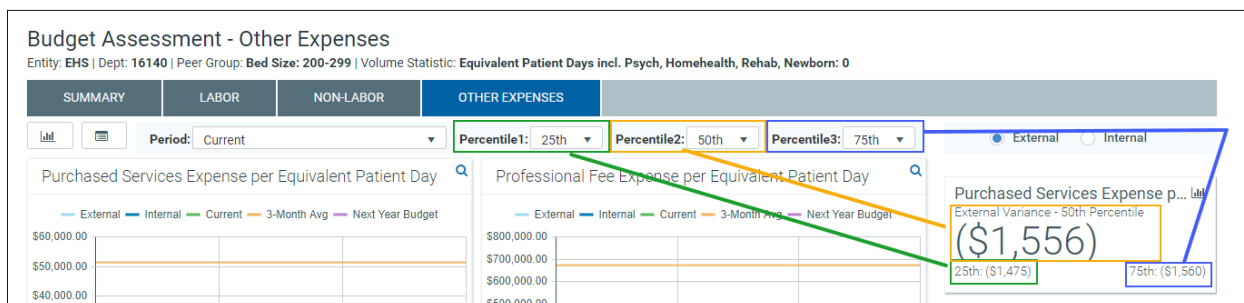 Budget Assessment - Other Expenses
Entity: EHS | Dept: 16140 | Peer Group: Bed Size: 200-299 | Volume Statistic: Equivalent Patient Days incl. Psych, Homehealth, Rehab, Newborn: 0
SUMMARY LABOR NON-LABOR OTHER EXPENSES
Period: Current Percentile1: 25th Percentile2: 50th Percentile3: 75th External Internal
Purchased Services Expense per Equivalent Patient Day
External Internal Current 3-Month Avg Next Year Budget
$60,000.00
$50,000.00
$40,000.00
Professional Fee Expense per Equivalent Patient Day
External Internal Current 3-Month Avg Next Year Budget
$800,000.00
$700,000.00
$600,000.00
$500,000.00
Purchased Services Expense p...
External Variance - 50th Percentile
($1,556)
25th: ($1,475) 75th: ($1,560)